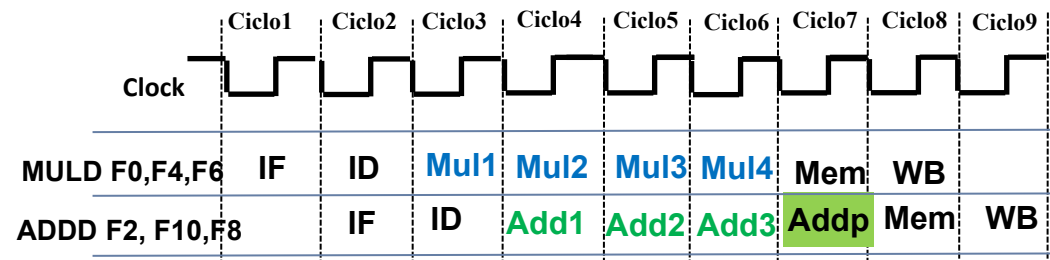 Ciclo1 Ciclo2 Ciclo3 Ciclo4 Ciclo5 Ciclo6 Ciclo7 Ciclo8 Ciclo9
Clock
MULD F0,F4,F6 IF ID Mul1 Mul2 Mul3 Mul4 Mem WB
ADDD F2, F10,F8 IF ID Add1 Add2 Add3 Addp Mem WB